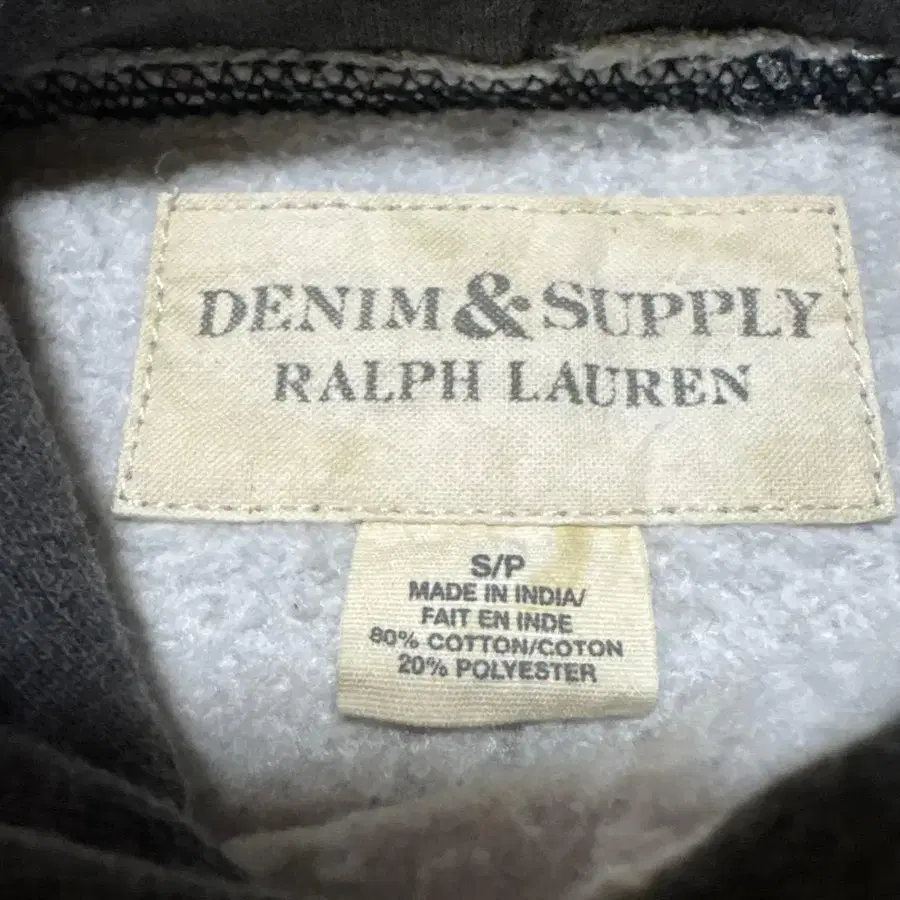 DENIM & SUPPLY
RALPH LAUREN
S/P
MADE IN INDIA/
FAIT EN INDE
80% COTTON/COTON
20% POLYESTER